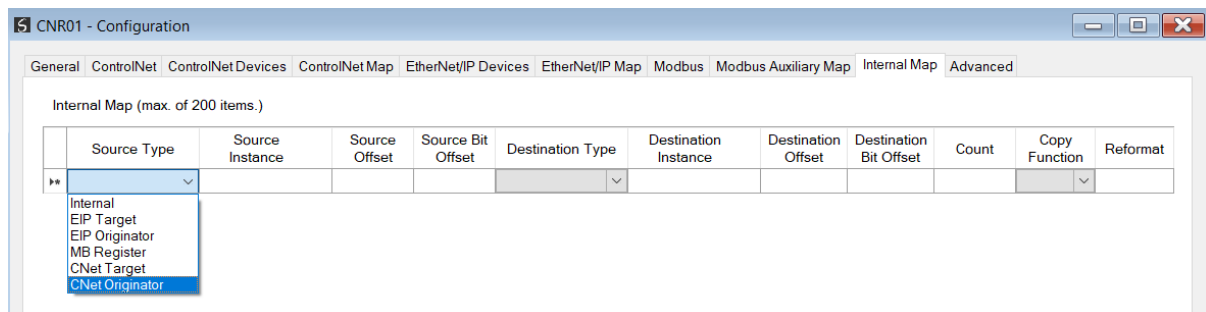 CNR01 - Configuration
General ControlNet ControlNet Devices ControlNet Map EtherNet/IP Devices EtherNet/IP Map Modbus Modbus Auxiliary Map Internal Map Advanced
Internal Map (max. of 200 items.)
Source Type Source Instance Source Offset Source Bit Offset Destination Type Destination Instance Destination Offset Destination Bit Offset Count Copy Function Reformat
Internal
EIP Target
EIP Originator
MB Register
CNet Target
CNet Originator